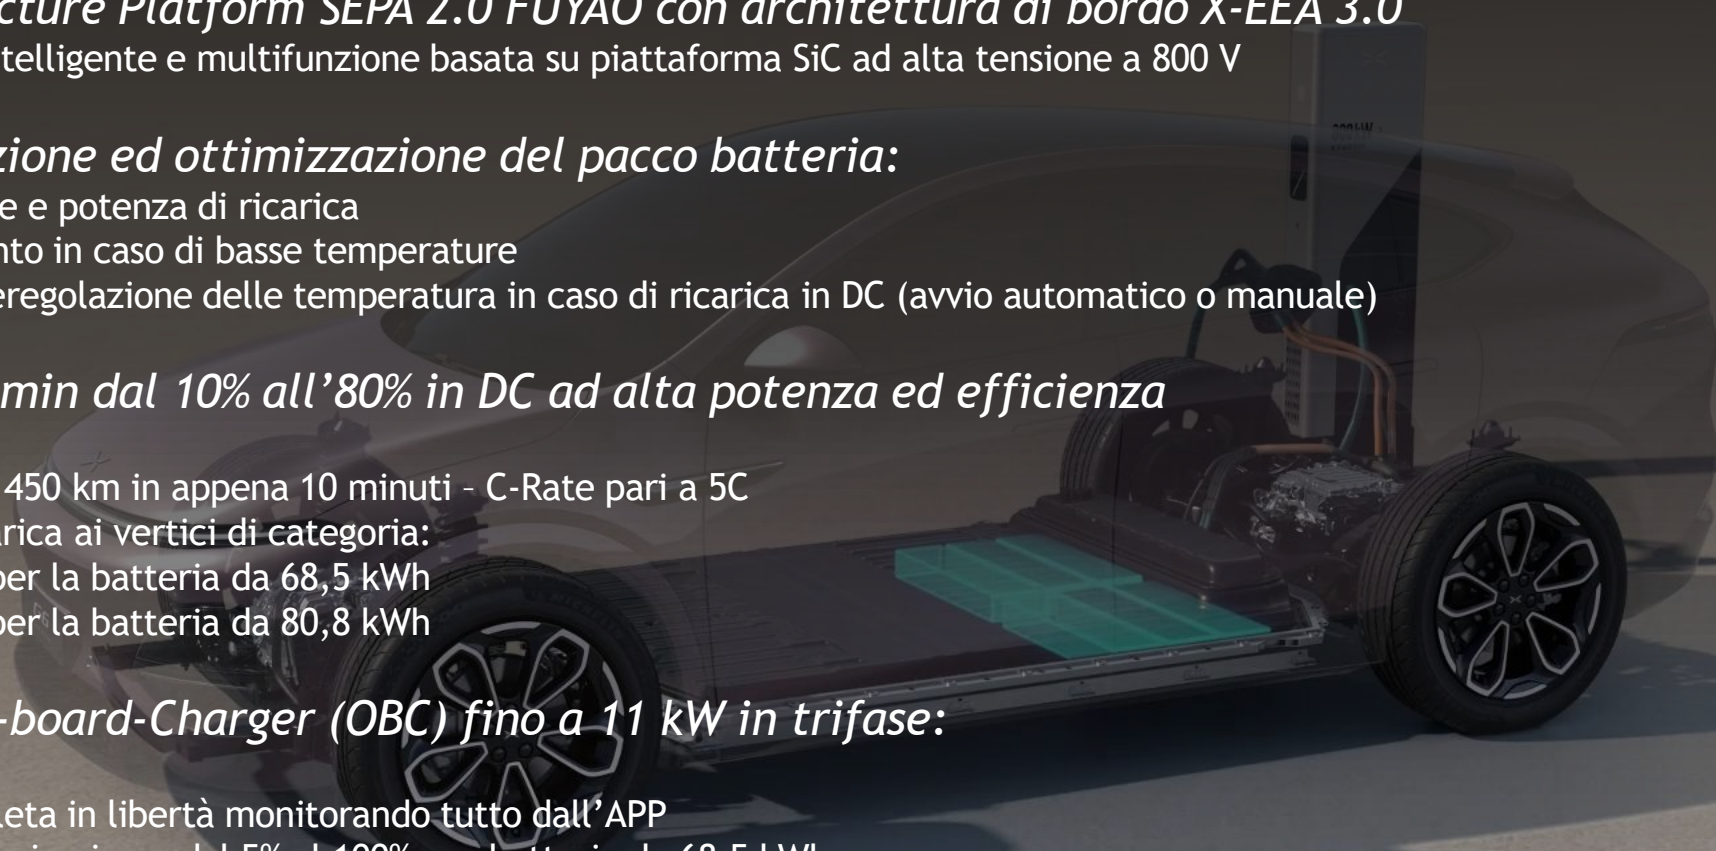 cture Platform SEPA 2.0 FUYAO con architettura di bordo X-EEA 3.0
telligente e multifunzione basata su piattaforma SiC ad alta tensione a 800 V
zione ed ottimizzazione del pacco batteria:
e e potenza di ricarica
nto in caso di basse temperature
eregolazione delle temperatura in caso di ricarica in DC (avvio automatico o manuale)
min dal 10% all’80% in DC ad alta potenza ed efficienza
450 km in appena 10 minuti – C-Rate pari a 5C
arica ai vertici di categoria:
per la batteria da 68,5 kWh
per la batteria da 80,8 kWh
-board-Charger (OBC) fino a 11 kW in trifase:
leta in libertà monitorando tutto dall’APP